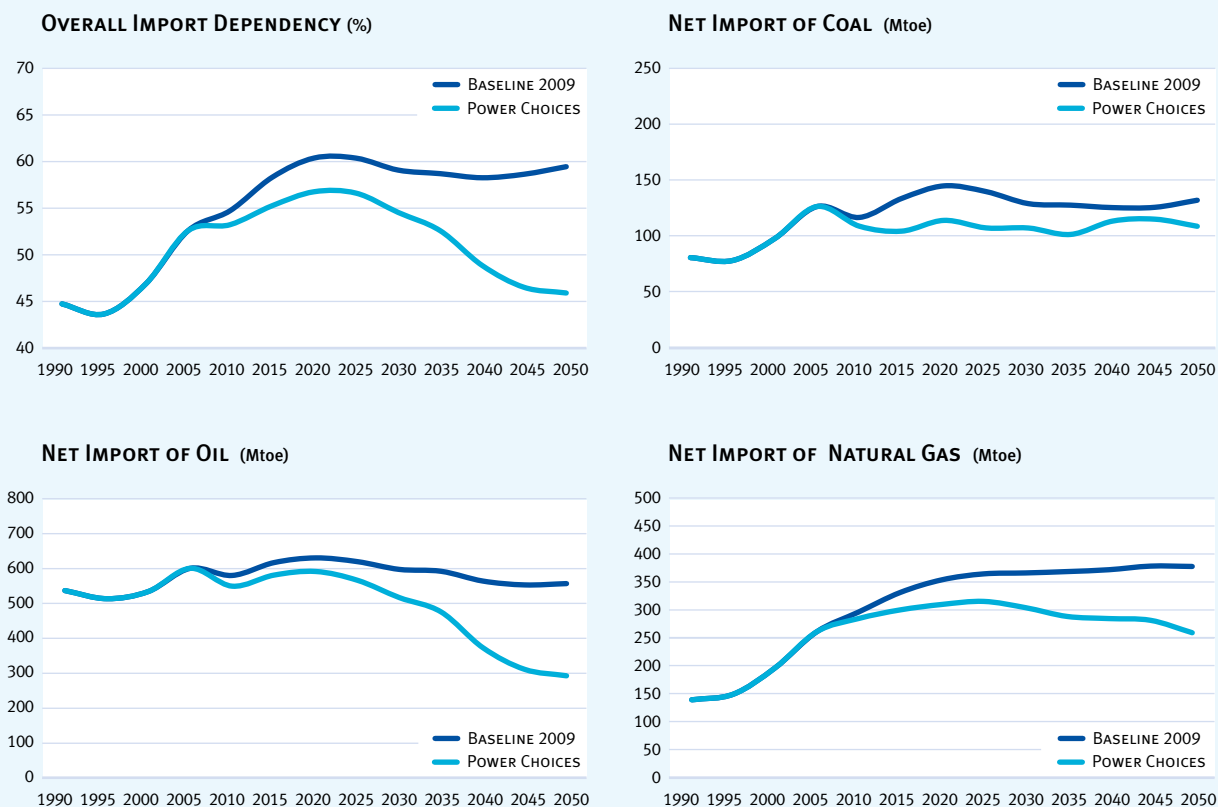 OVERALL IMPORT DEPENDENCY (%)
70
65
60
55
50
45
40
BASELINE 2009
POWER CHOICES
1990 1995 2000 2005 2010 2015 2020 2025 2030 2035 2040 2045 2050
NET IMPORT OF COAL (Mtoe)
250
200
150
100
50
0
BASELINE 2009
POWER CHOICES
1990 1995 2000 2005 2010 2015 2020 2025 2030 2035 2040 2045 2050
NET IMPORT OF OIL (Mtoe)
800
700
600
500
400
300
200
100
0
BASELINE 2009
POWER CHOICES
1990 1995 2000 2005 2010 2015 2020 2025 2030 2035 2040 2045 2050
NET IMPORT OF NATURAL GAS (Mtoe)
500
450
400
350
300
250
200
150
100
50
0
BASELINE 2009
POWER CHOICES
1990 1995 2000 2005 2010 2015 2020 2025 2030 2035 2040 2045 2050